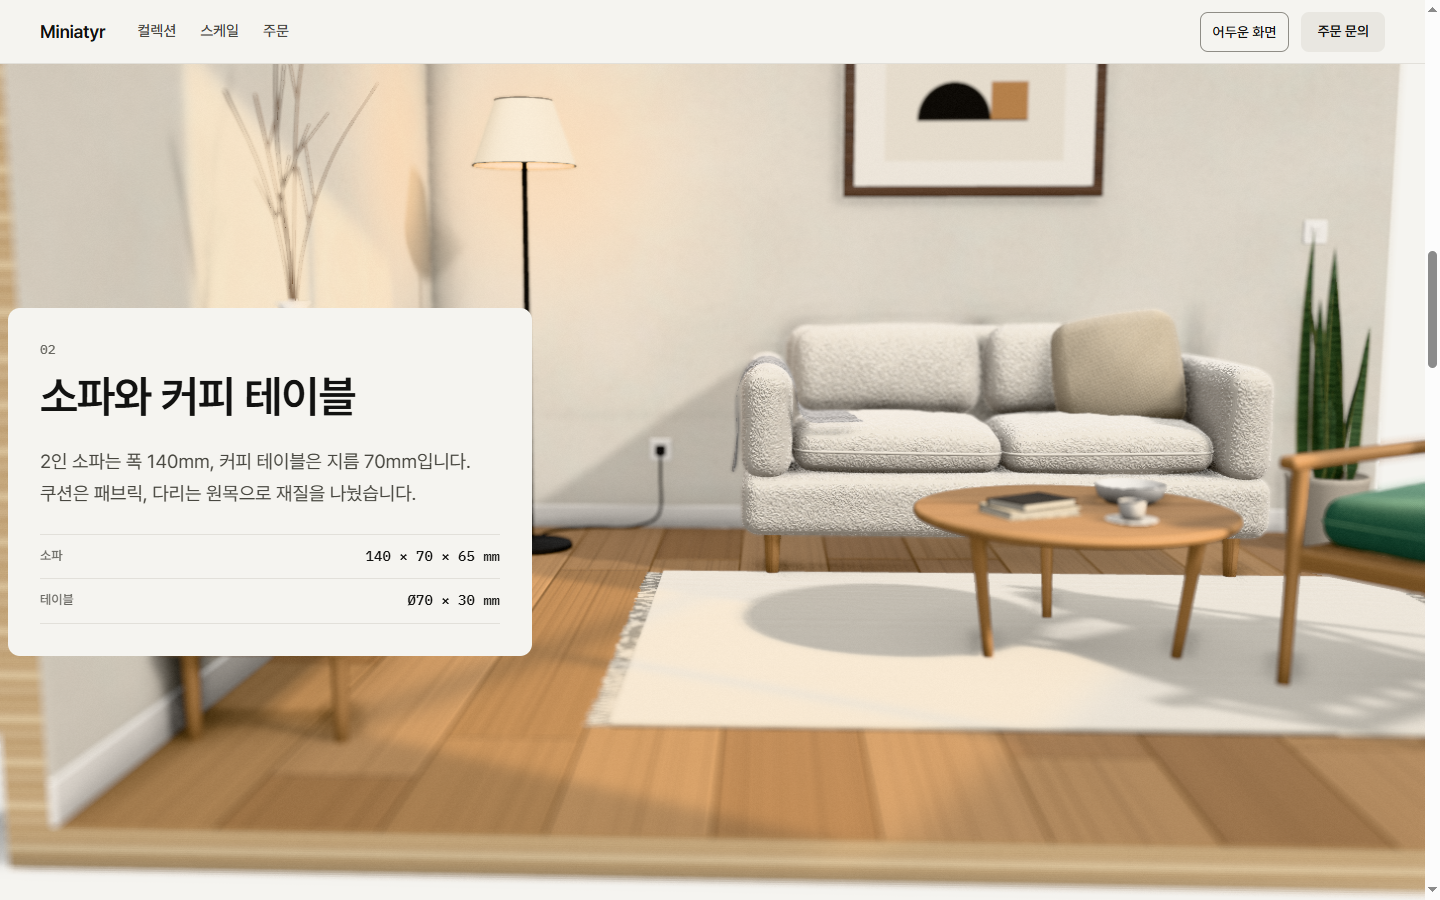 Miniatyr
컬렉션
스케일
주문
어두운 화면
주문 문의
02
소파와 커피 테이블
2인 소파는 폭 140mm, 커피 테이블은 지름 70mm입니다.
쿠션은 패브릭, 다리는 원목으로 재질을 나눴습니다.
소파 140 × 70 × 65 mm
테이블 Ø70 × 30 mm